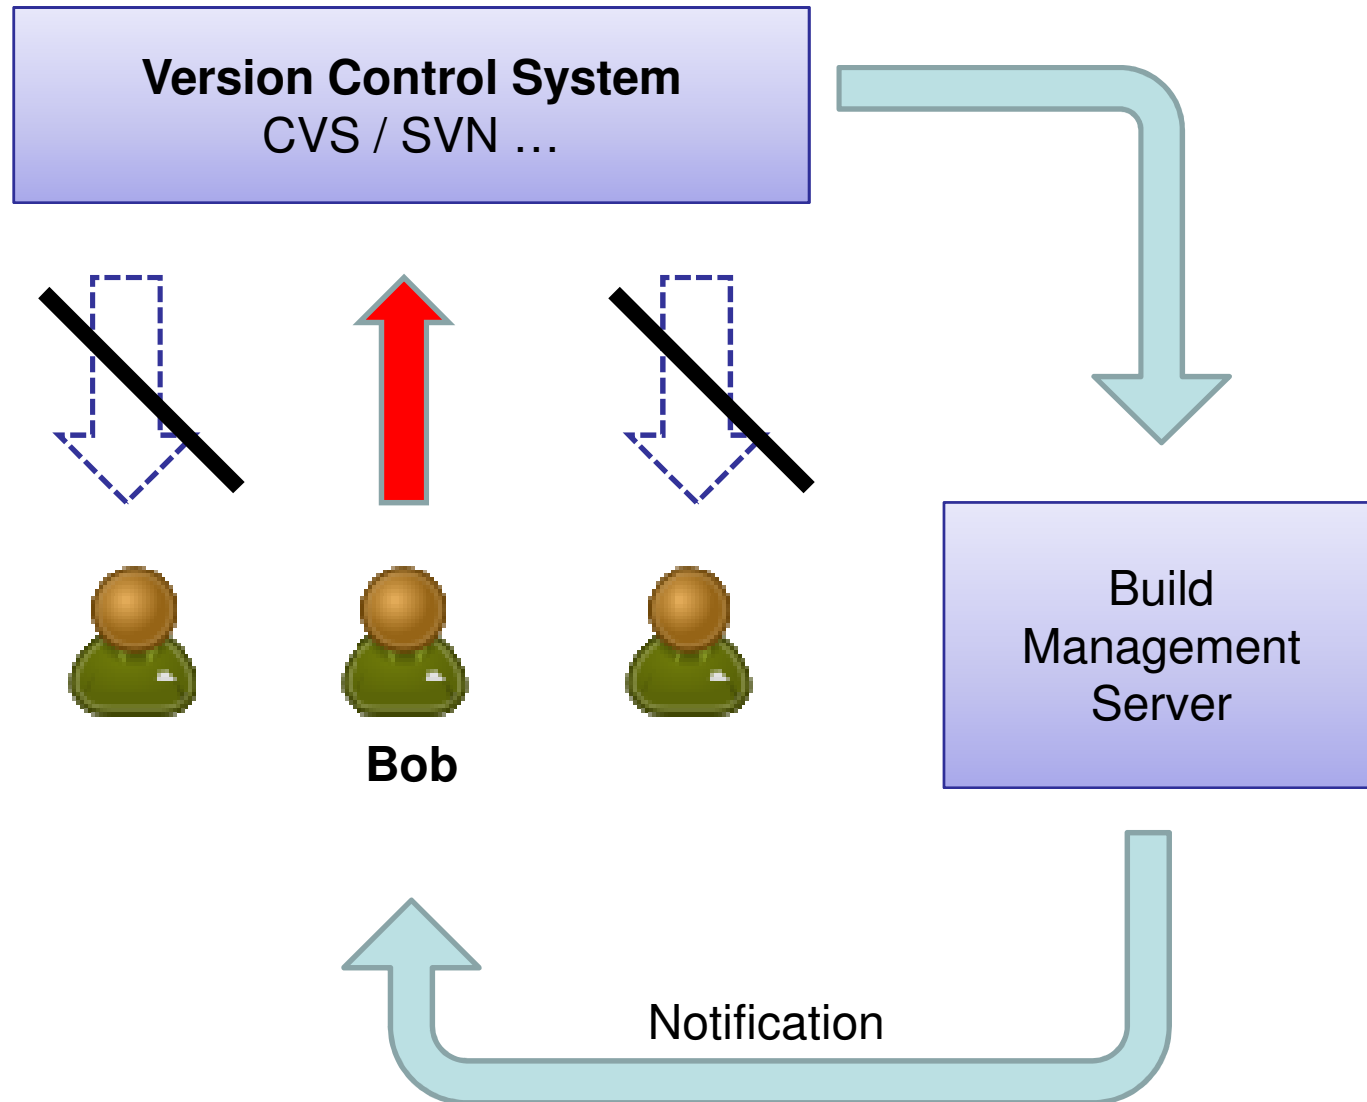 Version Control System
CVS / SVN …
Bob
Build
Management
Server
Notification